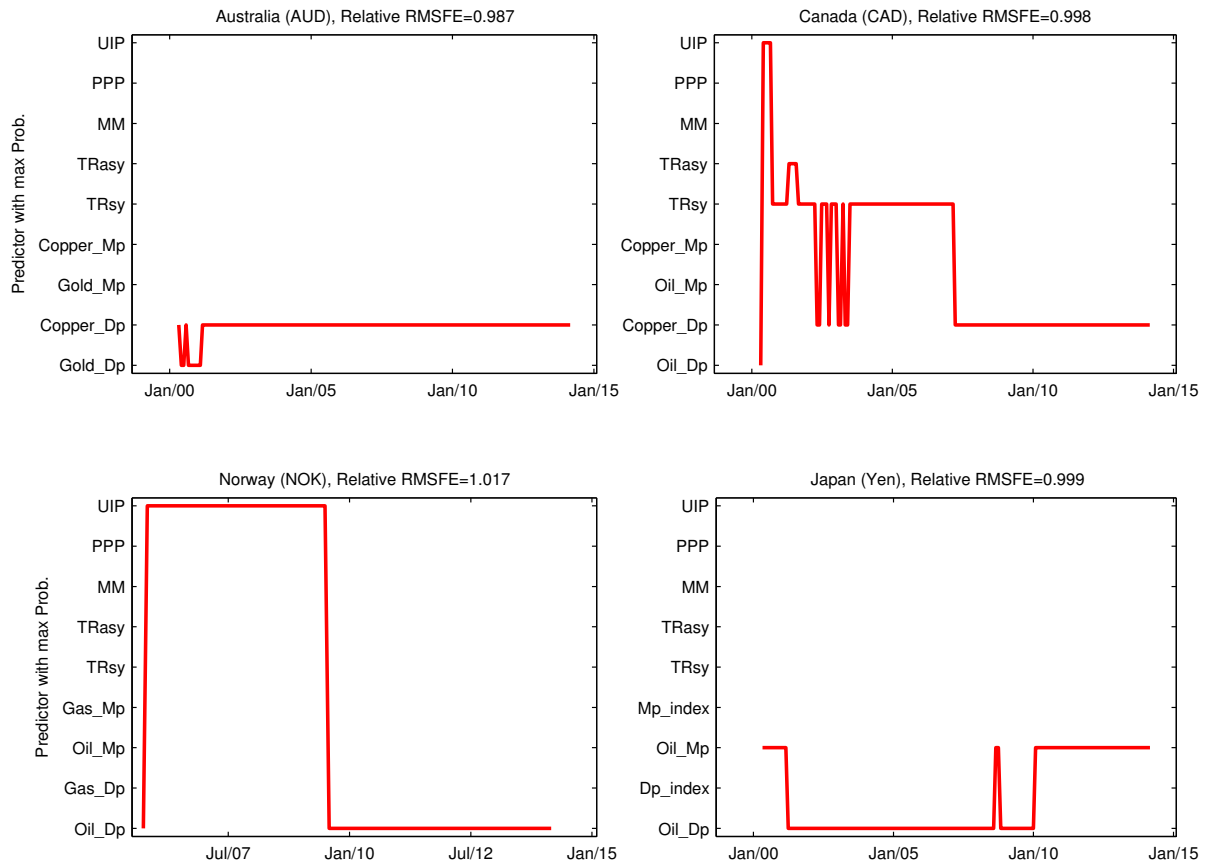 Australia (AUD), Relative RMSFE=0.987
Predictor with max Prob.
UIP
PPP
MM
TRasy
TRsy
Copper_Mp
Gold_Mp
Copper_Dp
Gold_Dp
Jan/00 Jan/05 Jan/10 Jan/15
Canada (CAD), Relative RMSFE=0.998
UIP
PPP
MM
TRasy
TRsy
Copper_Mp
Oil_Mp
Copper_Dp
Oil_Dp
Jan/00 Jan/05 Jan/10 Jan/15
Norway (NOK), Relative RMSFE=1.017
Predictor with max Prob.
UIP
PPP
MM
TRasy
TRsy
Gas_Mp
Oil_Mp
Gas_Dp
Oil_Dp
Jul/07 Jan/10 Jul/12 Jan/15
Japan (Yen), Relative RMSFE=0.999
UIP
PPP
MM
TRasy
TRsy
Mp_index
Oil_Mp
Dp_index
Oil_Dp
Jan/00 Jan/05 Jan/10 Jan/15